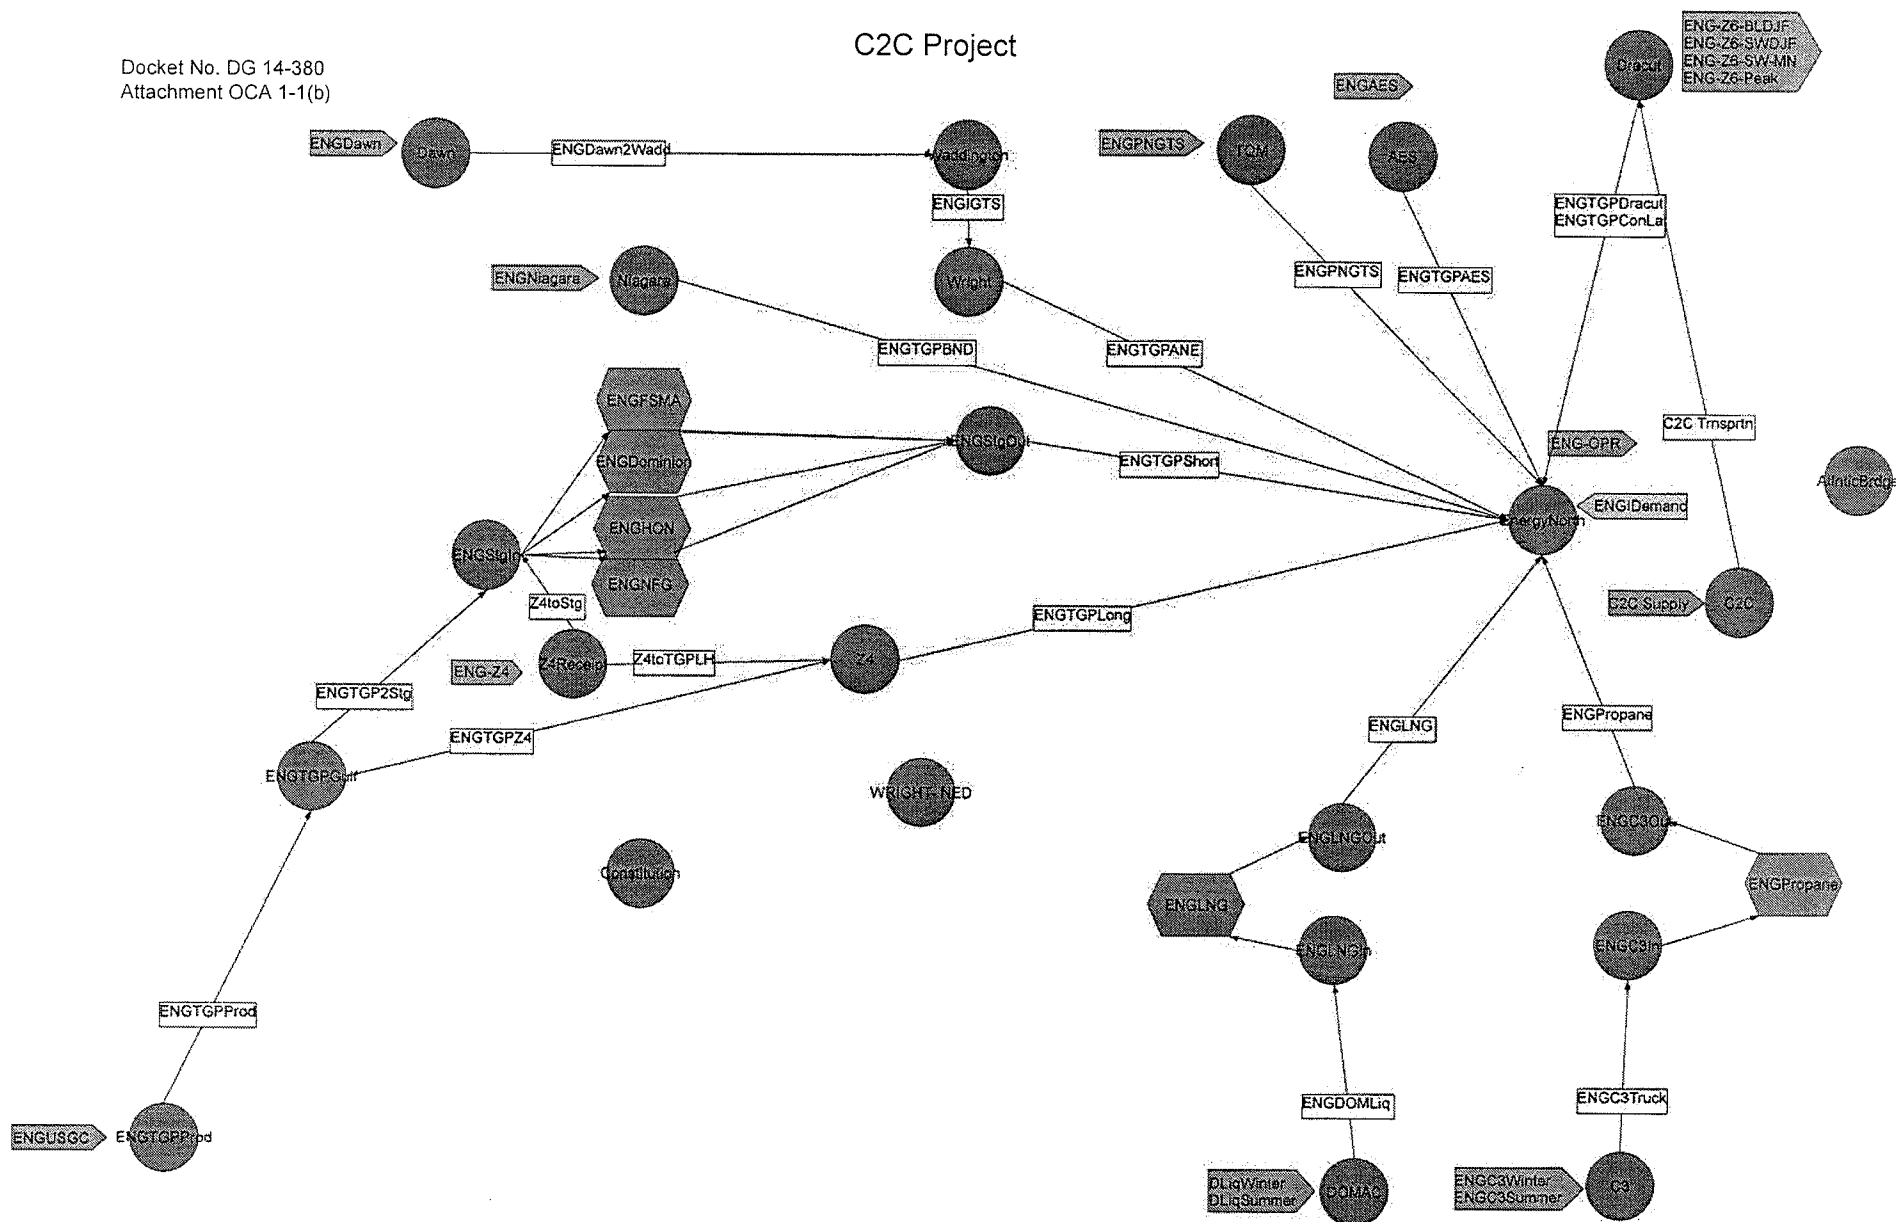 C2C Project
Docket No. DG 14-380
Attachment OCA 1-1(b)
ENG-Z6-BLDJF
ENG-Z6-SWDJF
ENG-Z6-SW-MN
ENG-Z6-Peak
Dracut
ENGAES
ENGDawn
Dawn
ENGDawn2Wadd
Waddington
ENGPNGTS
TQM
AES
ENGIGTS
ENGTGPDracut
ENGTGPConLat
ENGNiagara
Niagara
Wright
ENGPNGTS
ENGTGPAES
ENGTGPBND
ENGTGPANE
ENGFSMA
ENGStgOut
C2C Trnsprtn
ENG-OPR
ENGDominion
ENGTGPShort
AtlnticBrdge
ENGIDemand
EnergyNorth
ENGHON
ENGStgIn
ENGNFG
Z4toStg
C2C Supply
C2C
ENGTGPLong
ENG-Z4
Z4Receipt
Z4toTGPLH
Z4
ENGTGP2Stg
ENGTGPZ4
ENGLNG
ENGPropane
ENGTGPGulf
WRIGHT-NED
ENGLNGOut
ENGC3Out
Constitution
ENGPropane
ENGLNG
ENGLNGIn
ENGC3In
ENGTGPProd
ENGDOMLiq
ENGC3Truck
ENGUSGC
ENGTGPProd
DLiqWinter
DLiqSummer
DOMAC
ENGC3Winter
ENGC3Summer
C3